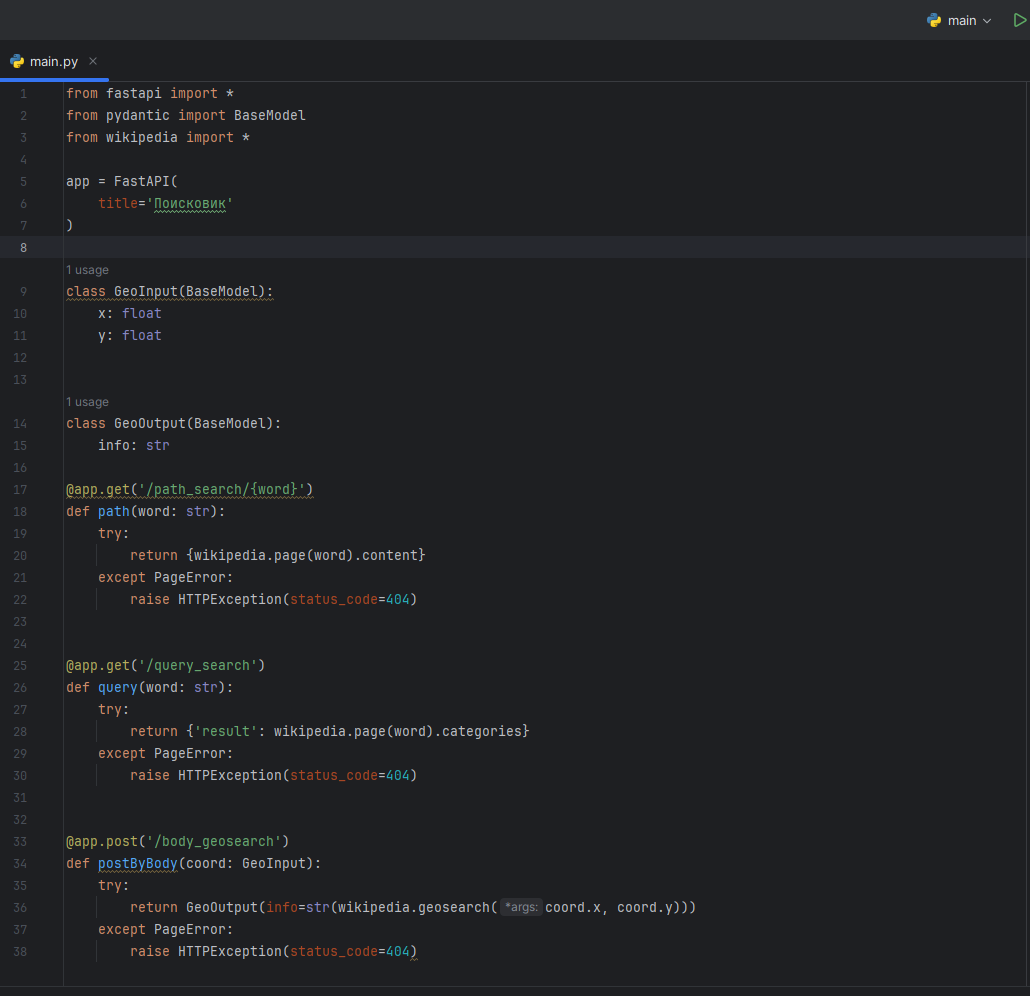 main
main.py
1 from fastapi import *
2 from pydantic import BaseModel
3 from wikipedia import *
4
5 app = FastAPI(
6     title='Поисковик'
7 )
8
1 usage
9 class GeoInput(BaseModel):
10     x: float
11     y: float
12
13
1 usage
14 class GeoOutput(BaseModel):
15     info: str
16
17 @app.get('/path_search/{word}')
18 def path(word: str):
19     try:
20         return {wikipedia.page(word).content}
21     except PageError:
22         raise HTTPException(status_code=404)
23
24
25 @app.get('/query_search')
26 def query(word: str):
27     try:
28         return {'result': wikipedia.page(word).categories}
29     except PageError:
30         raise HTTPException(status_code=404)
31
32
33 @app.post('/body_geosearch')
34 def postByBody(coord: GeoInput):
35     try:
36         return GeoOutput(info=str(wikipedia.geosearch( *args: coord.x, coord.y)))
37     except PageError:
38         raise HTTPException(status_code=404)